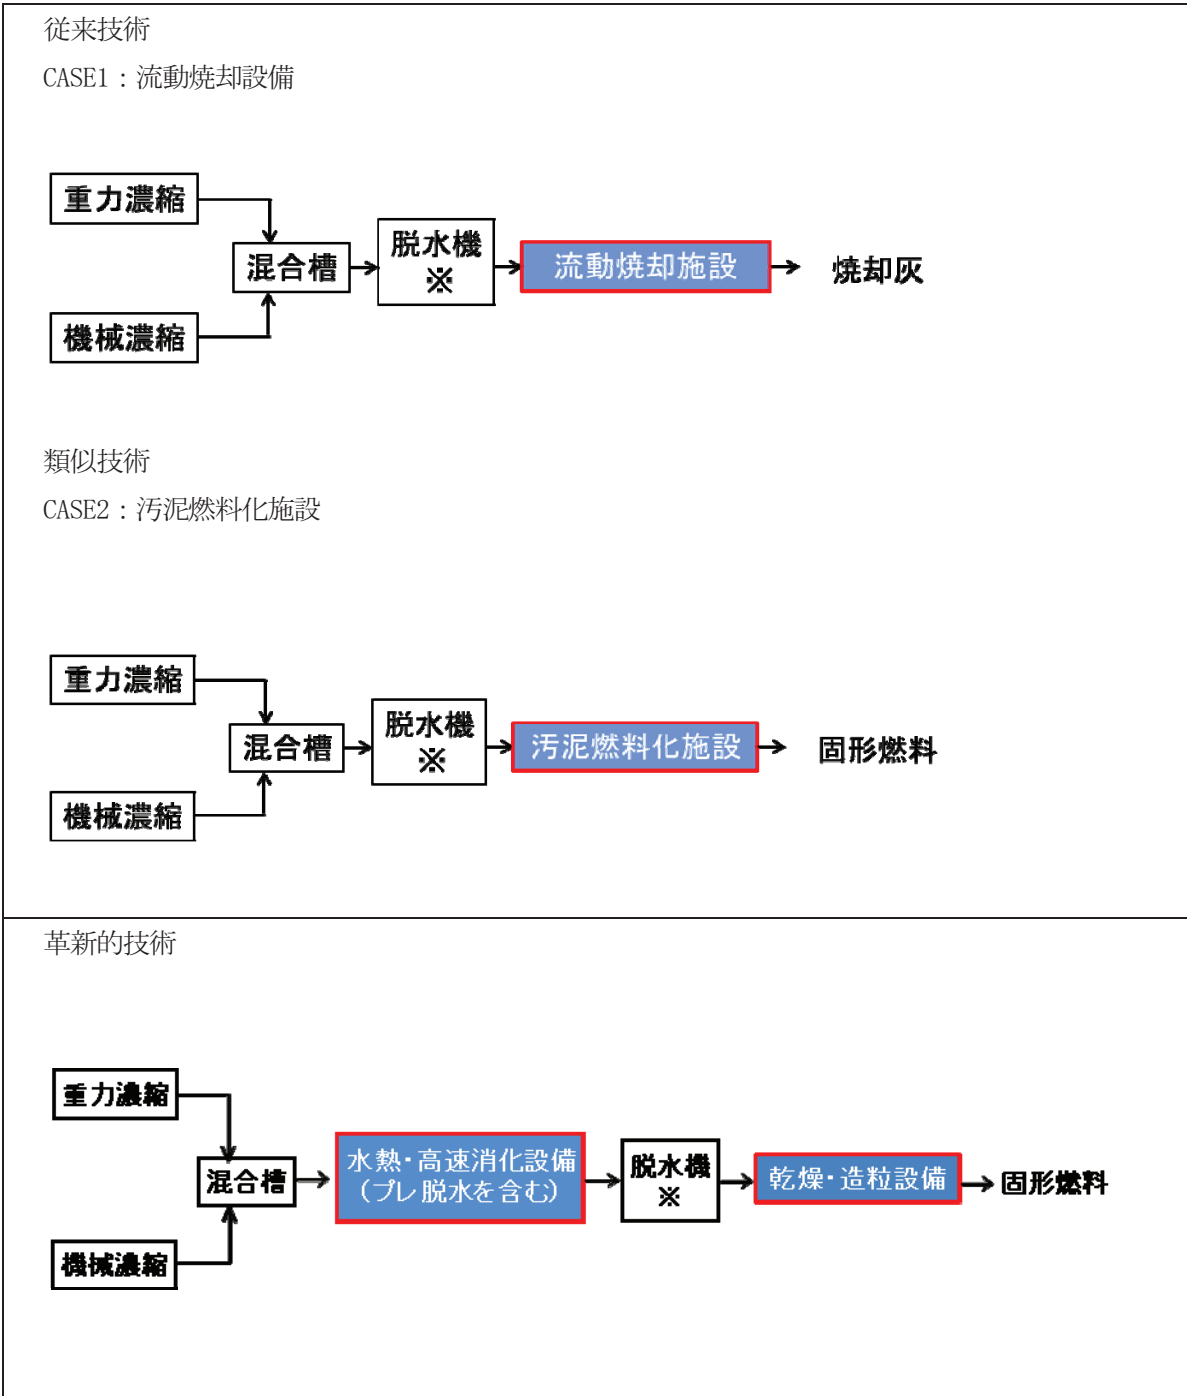 従来技術
CASE1：流動焼却設備
重力濃縮
混合槽
機械濃縮
脱水機
※
流動焼却施設
焼却灰
類似技術
CASE2：汚泥燃料化施設
重力濃縮
混合槽
機械濃縮
脱水機
※
汚泥燃料化施設
固形燃料
革新的技術
重力濃縮
混合槽
機械濃縮
水熱・高速消化設備
（プレ脱水を含む）
脱水機
※
乾燥・造粒設備
固形燃料